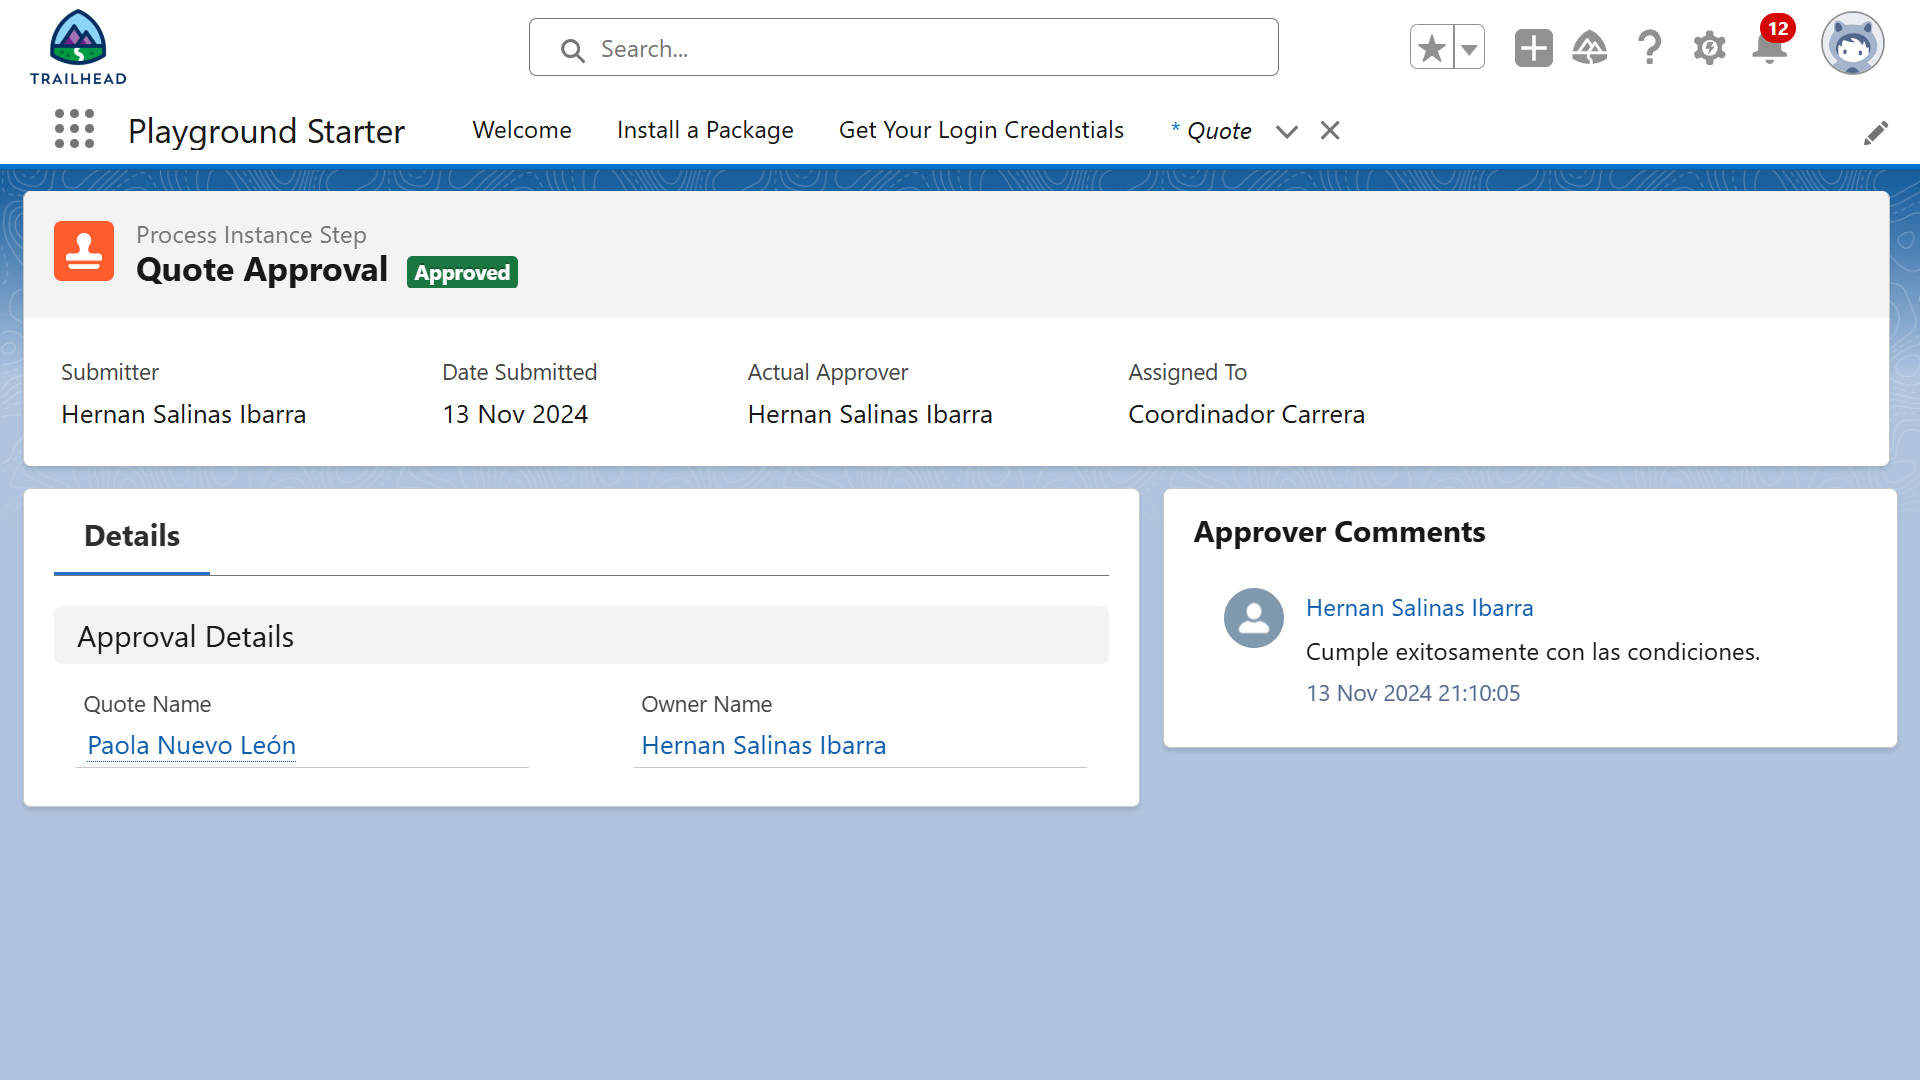 TRAILHEAD
Search...
12
Playground Starter
Welcome
Install a Package
Get Your Login Credentials
* Quote
Process Instance Step
Quote Approval
Approved
Submitter
Hernan Salinas Ibarra
Date Submitted
13 Nov 2024
Actual Approver
Hernan Salinas Ibarra
Assigned To
Coordinador Carrera
Details
Approval Details
Quote Name
Paola Nuevo León
Owner Name
Hernan Salinas Ibarra
Approver Comments
Hernan Salinas Ibarra
Cumple exitosamente con las condiciones.
13 Nov 2024 21:10:05